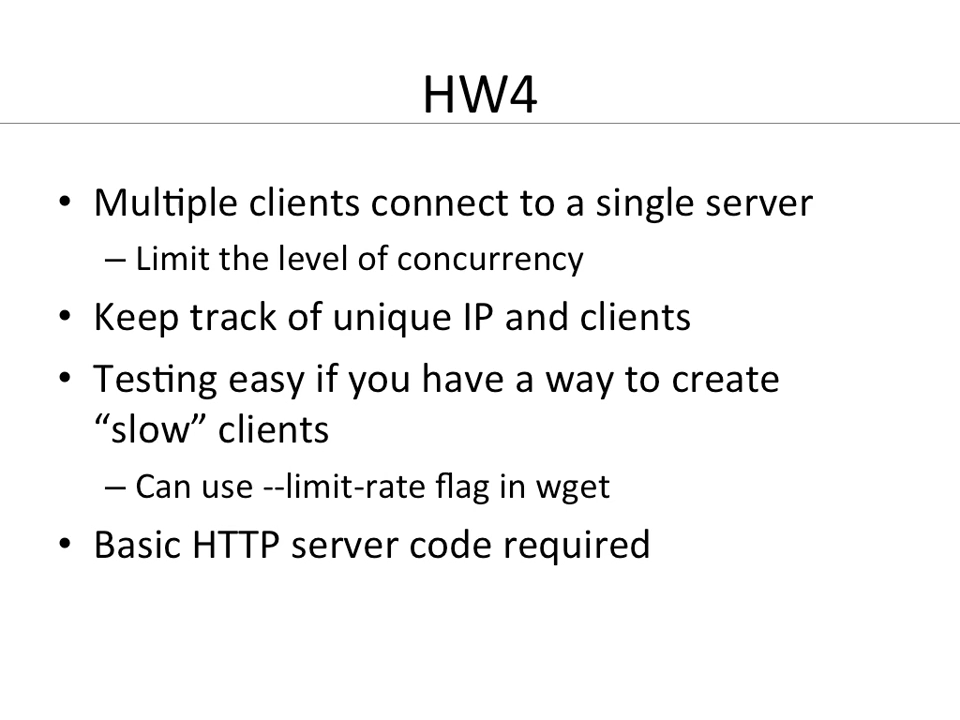 HW4
• Multiple clients connect to a single server
– Limit the level of concurrency
• Keep track of unique IP and clients
• Testing easy if you have a way to create
“slow” clients
– Can use --limit-rate flag in wget
• Basic HTTP server code required